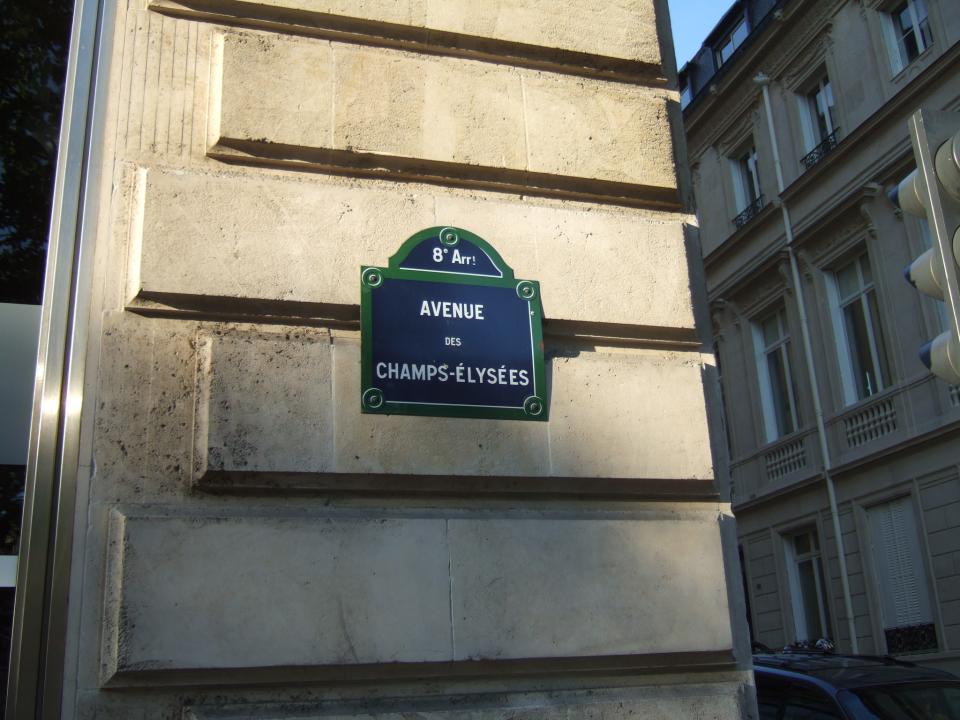 8e Arrt
AVENUE
DES
CHAMPS-ÉLYSÉES